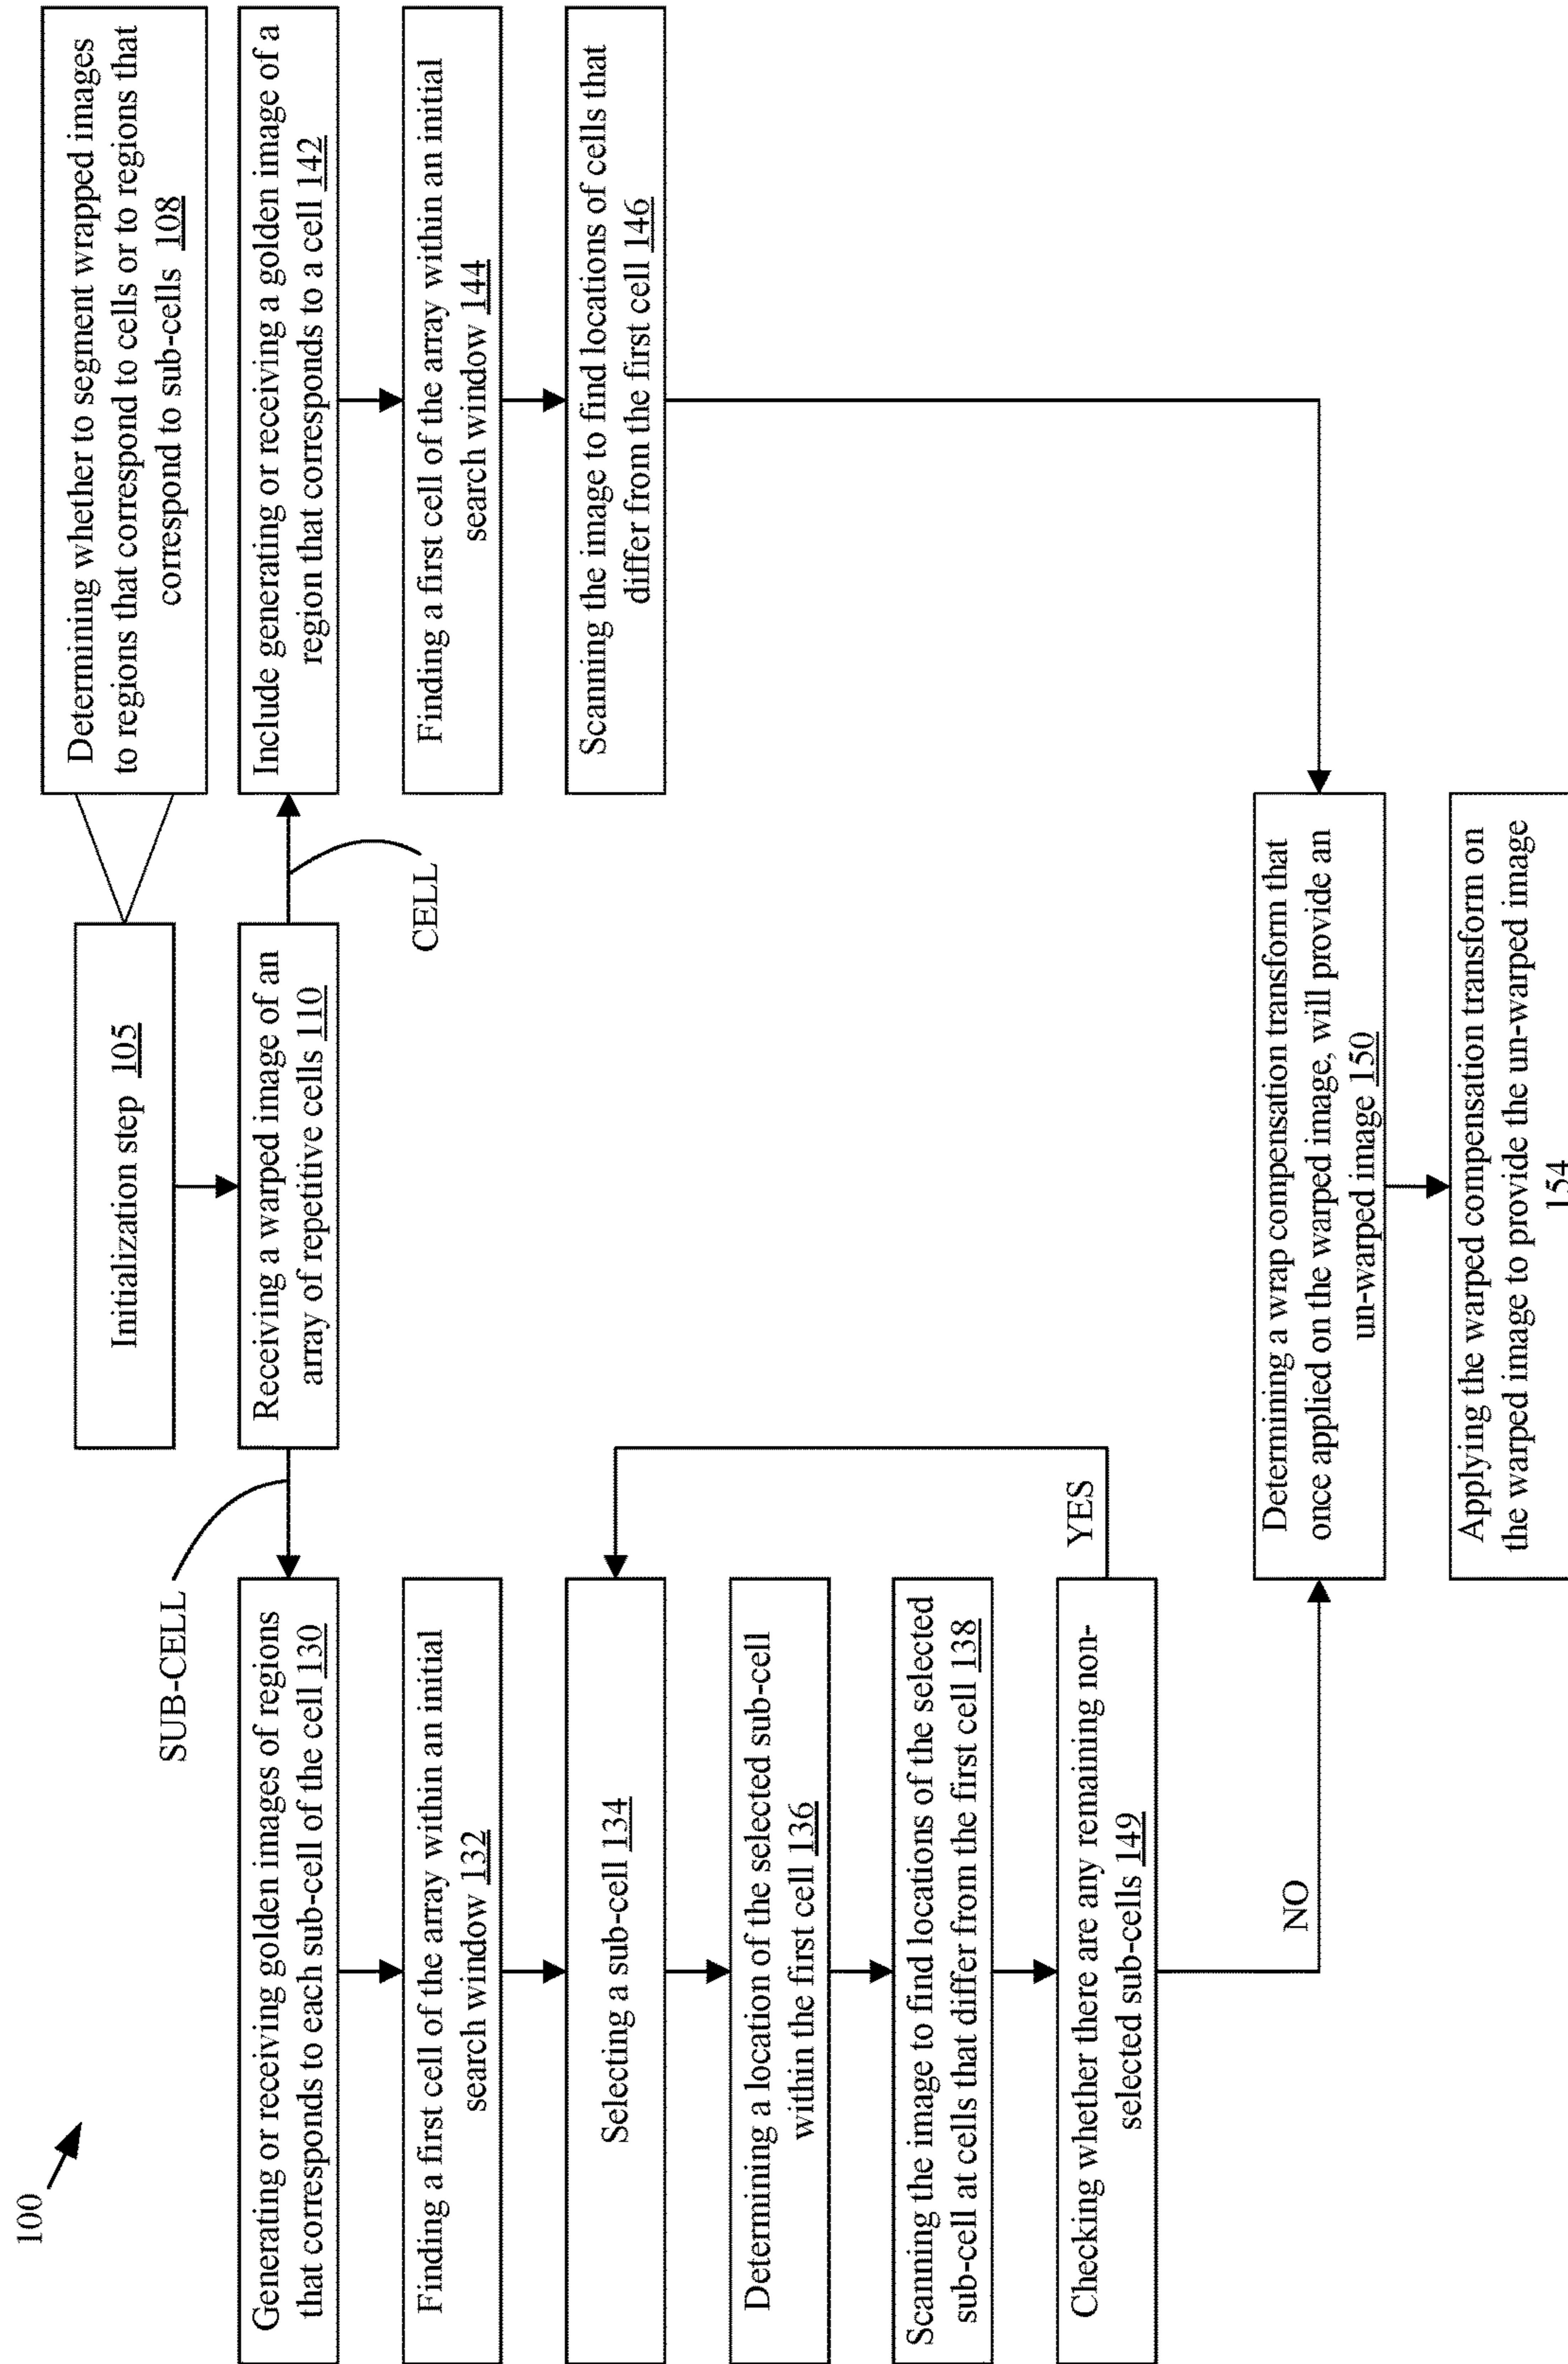 100
Initialization step 105
Determining whether to segment wrapped images
to regions that correspond to cells or to regions that
correspond to sub-cells 108
Receiving a warped image of an
array of repetitive cells 110
SUB-CELL
CELL
Generating or receiving golden images of regions
that corresponds to each sub-cell of the cell 130
Finding a first cell of the array within an initial
search window 132
Selecting a sub-cell 134
Determining a location of the selected sub-cell
within the first cell 136
Scanning the image to find locations of the selected
sub-cell at cells that differ from the first cell 138
Checking whether there are any remaining non-
selected sub-cells 149
YES
NO
Include generating or receiving a golden image of a
region that corresponds to a cell 142
Finding a first cell of the array within an initial
search window 144
Scanning the image to find locations of cells that
differ from the first cell 146
Determining a wrap compensation transform that
once applied on the warped image, will provide an
un-warped image 150
Applying the warped compensation transform on
the warped image to provide the un-warped image
154